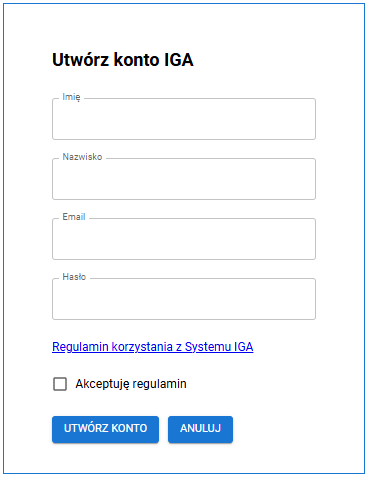 Utwórz konto IGA
Imię
Nazwisko
Email
Hasło
Regulamin korzystania z Systemu IGA
Akceptuję regulamin
UTWÓRZ KONTO ANULUJ